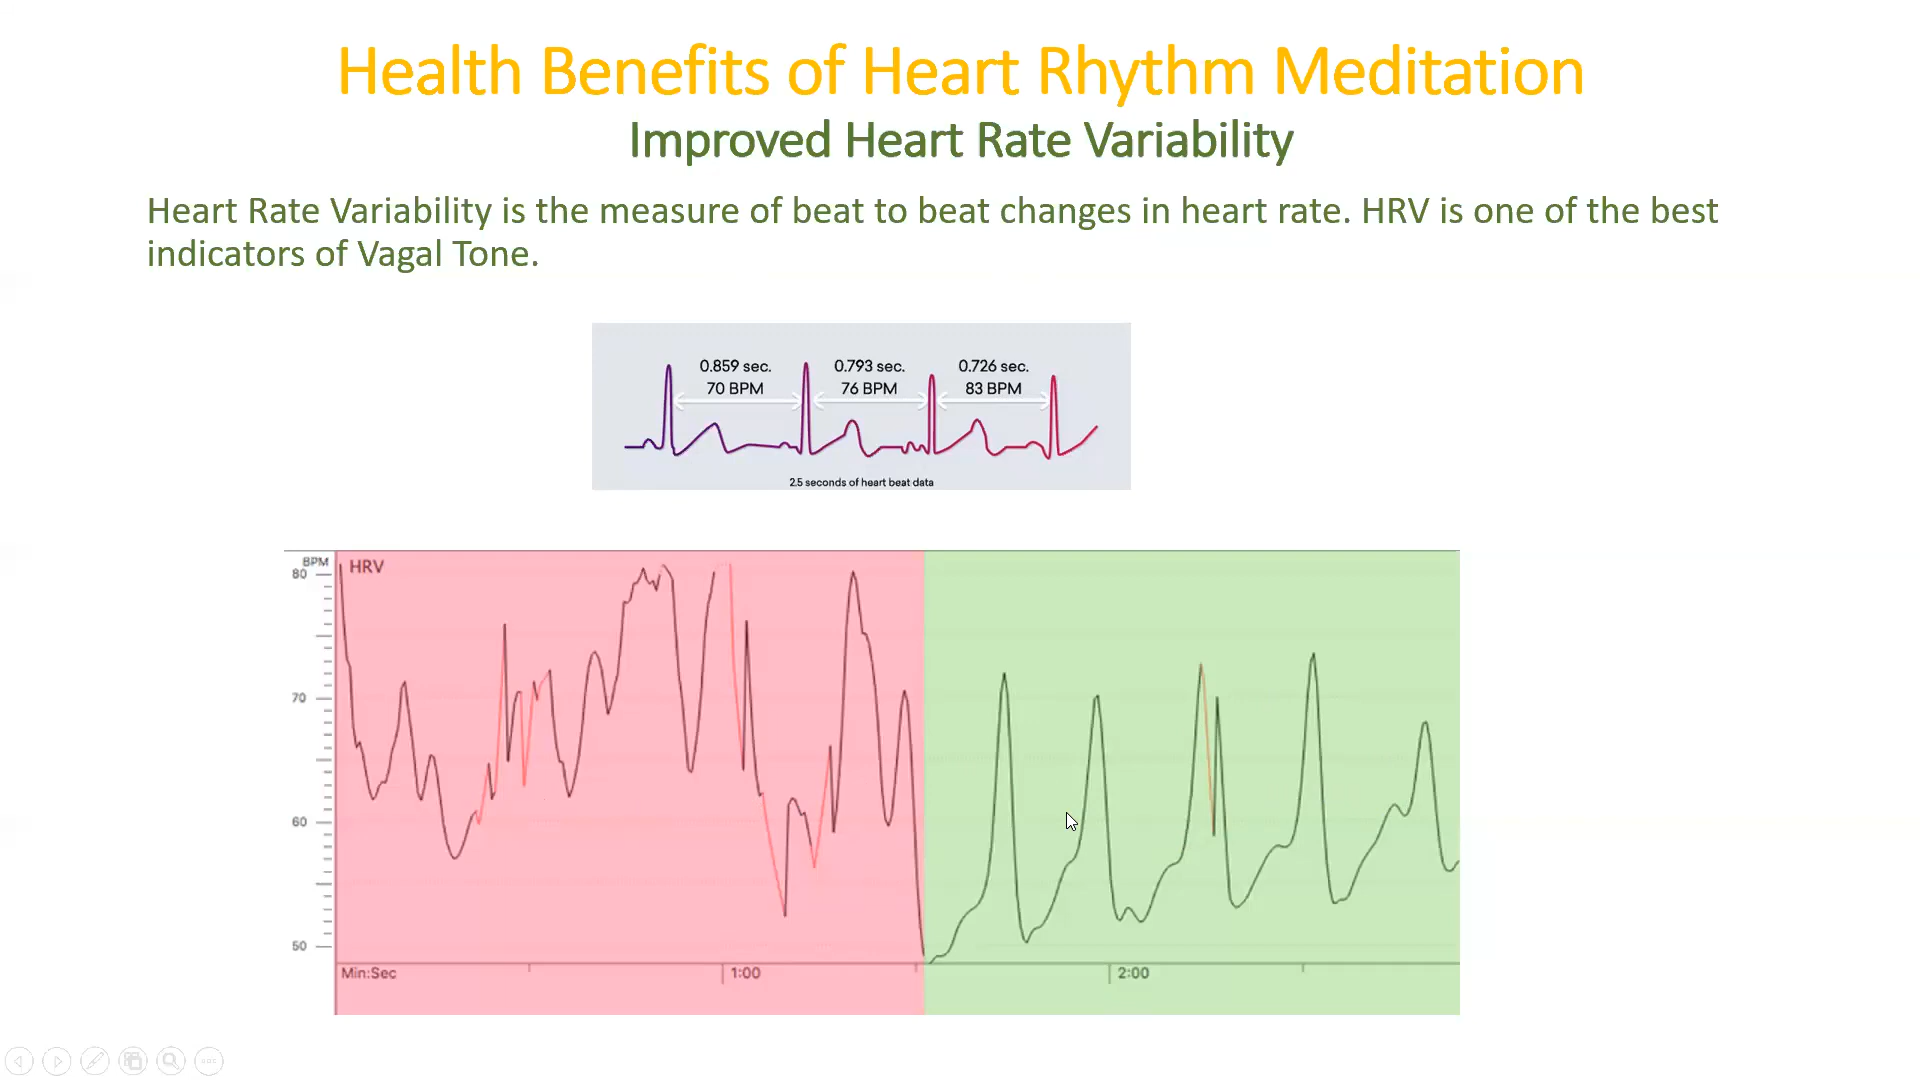 Health Benefits of Heart Rhythm Meditation
Improved Heart Rate Variability
Heart Rate Variability is the measure of beat to beat changes in heart rate. HRV is one of the best
indicators of Vagal Tone.
0.859 sec. 0.793 sec. 0.726 sec.
70 BPM 76 BPM 83 BPM
2.5 seconds of heart beat data
BPM HRV
80
70
60
50
Min:Sec 1:00 2:00